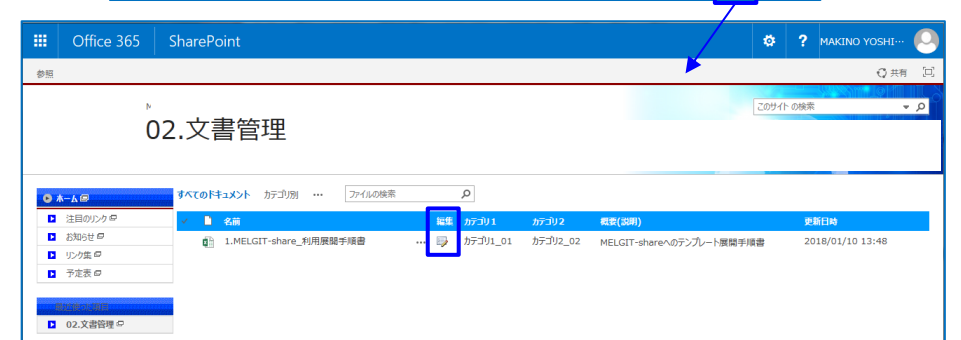 Office 365 SharePoint ? MAKINO YOSHI…
参照 共有
このサイトの検索
02.文書管理
ホーム
注目のリンク
お知らせ
リンク集
予定表
02.文書管理
すべてのドキュメント カテゴリ別 … ファイルの検索
名前 編集 カテゴリ1 カテゴリ2 概要(説明) 更新日時
1.MELGIT-share_利用展開手順書 … カテゴリ1_01 カテゴリ2_02 MELGIT-shareへのテンプレート展開手順書 2018/01/10 13:48